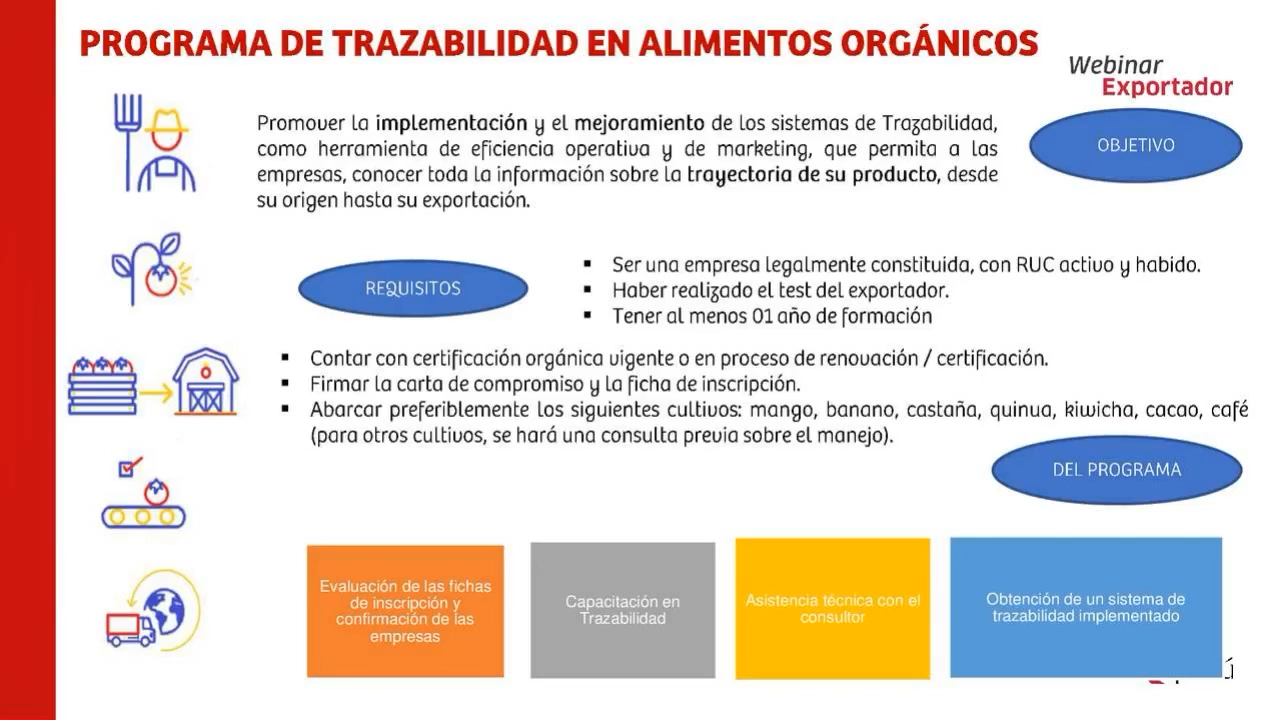 PROGRAMA DE TRAZABILIDAD EN ALIMENTOS ORGÁNICOS
Webinar
Exportador
Promover la implementación y el mejoramiento de los sistemas de Trazabilidad,
como herramienta de eficiencia operativa y de marketing, que permita a las
empresas, conocer toda la información sobre la trayectoria de su producto, desde
su origen hasta su exportación.
OBJETIVO
REQUISITOS
▪ Ser una empresa legalmente constituida, con RUC activo y habido.
▪ Haber realizado el test del exportador.
▪ Tener al menos 01 año de formación
▪ Contar con certificación orgánica vigente o en proceso de renovación / certificación.
▪ Firmar la carta de compromiso y la ficha de inscripción.
▪ Abarcar preferiblemente los siguientes cultivos: mango, banano, castaña, quinua, kiwicha, cacao, café
(para otros cultivos, se hará una consulta previa sobre el manejo).
DEL PROGRAMA
Evaluación de las fichas
de inscripción y
confirmación de las
empresas
Capacitación en
Trazabilidad
Asistencia técnica con el
consultor
Obtención de un sistema de
trazabilidad implementado